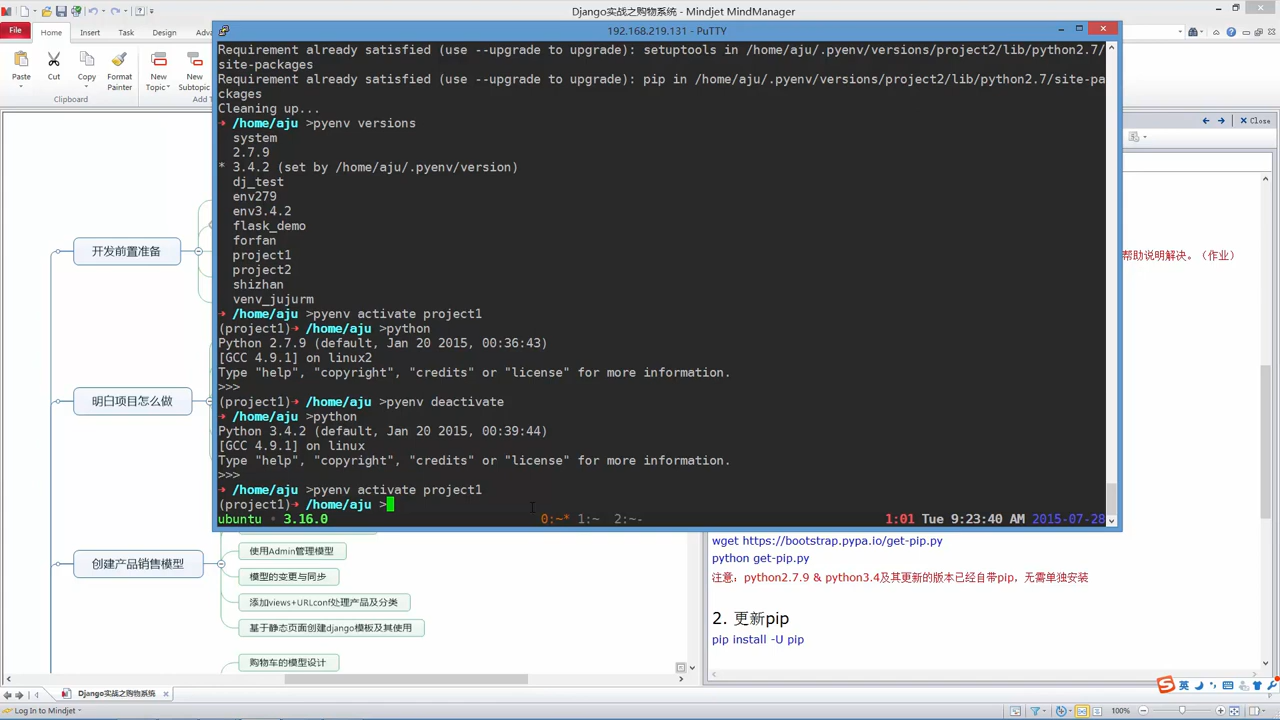 Django实战之购物系统 - Mindjet MindManager
File
Home
Insert
Task
Design
Paste
Cut
Copy
Format
Painter
New
Topic
New
Subtopic
Clipboard
192.168.219.131 - PuTTY
Requirement already satisfied (use --upgrade to upgrade): setuptools in /home/aju/.pyenv/versions/project2/lib/python2.7/
site-packages
Requirement already satisfied (use --upgrade to upgrade): pip in /home/aju/.pyenv/versions/project2/lib/python2.7/site-pa
ckages
Cleaning up...
→ /home/aju >pyenv versions
system
2.7.9
* 3.4.2 (set by /home/aju/.pyenv/version)
dj_test
env279
env3.4.2
flask_demo
forfan
project1
project2
shizhan
venv_jujurm
→ /home/aju >pyenv activate project1
(project1)→ /home/aju >python
Python 2.7.9 (default, Jan 20 2015, 00:36:43)
[GCC 4.9.1] on linux2
Type "help", "copyright", "credits" or "license" for more information.
>>>
(project1)→ /home/aju >pyenv deactivate
→ /home/aju >python
Python 3.4.2 (default, Jan 20 2015, 00:39:44)
[GCC 4.9.1] on linux
Type "help", "copyright", "credits" or "license" for more information.
>>>
→ /home/aju >pyenv activate project1
(project1)→ /home/aju >
ubuntu • 3.16.0 0:~* 1:~ 2:~- 1:01 Tue 9:23:40 AM 2015-07-28
Close
开发前置准备
明白项目怎么做
创建产品销售模型
使用Admin管理模型
模型的变更与同步
添加views+URLconf处理产品及分类
基于静态页面创建django模板及其使用
购物车的模型设计
帮助说明解决。（作业）
wget https://bootstrap.pypa.io/get-pip.py
python get-pip.py
注意：python2.7.9 & python3.4及其更新的版本已经自带pip，无需单独安装
2. 更新pip
pip install -U pip
英
Django实战之购物系统
Log In to Mindjet
100%